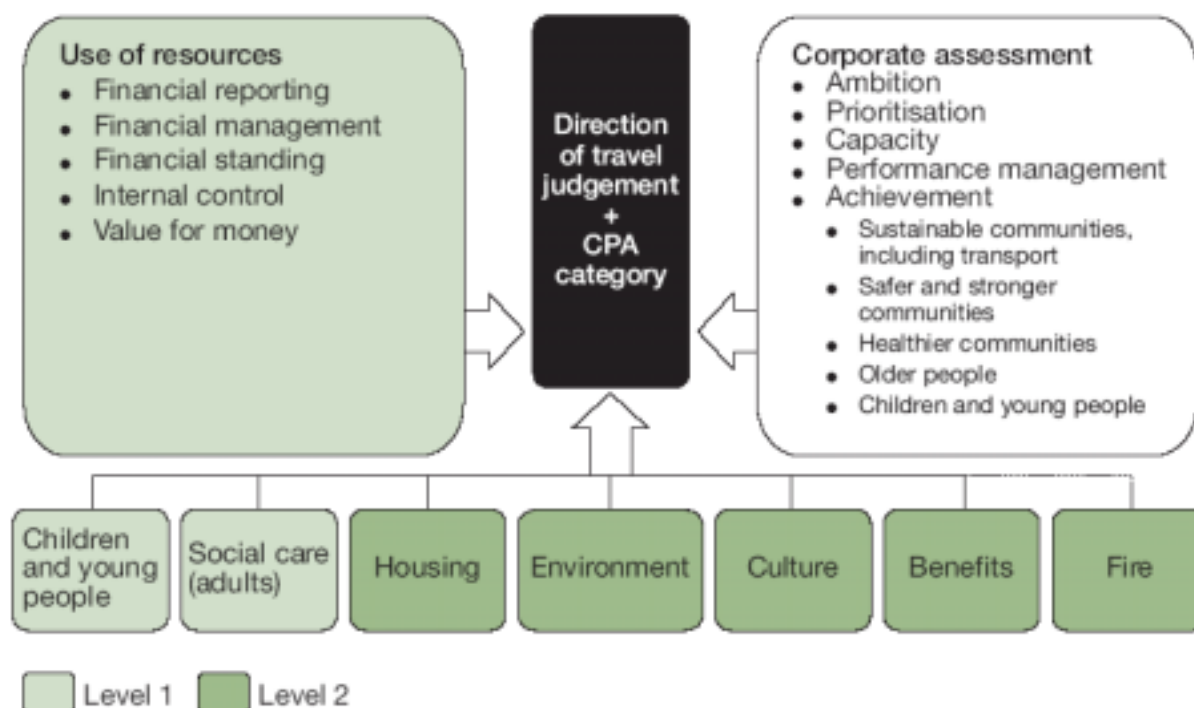 Use of resources
• Financial reporting
• Financial management
• Financial standing
• Internal control
• Value for money
Direction
of travel
judgement
+
CPA
category
Corporate assessment
• Ambition
• Prioritisation
• Capacity
• Performance management
• Achievement
• Sustainable communities,
including transport
• Safer and stronger
communities
• Healthier communities
• Older people
• Children and young people
Children
and young
people
Social care
(adults)
Housing
Environment
Culture
Benefits
Fire
Level 1
Level 2